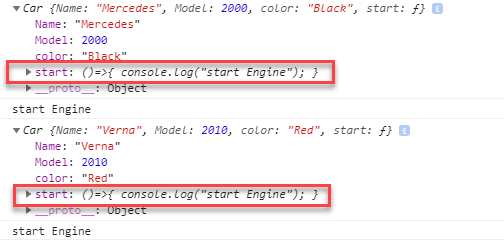 ▼Car {Name: "Mercedes", Model: 2000, color: "Black", start: ƒ} i
Name: "Mercedes"
Model: 2000
color: "Black"
▶ start: ()=>{ console.log("start Engine"); }
▶ __proto__: Object
start Engine
▼Car {Name: "Verna", Model: 2010, color: "Red", start: ƒ} i
Name: "Verna"
Model: 2010
color: "Red"
▶ start: ()=>{ console.log("start Engine"); }
▶ __proto__: Object
start Engine